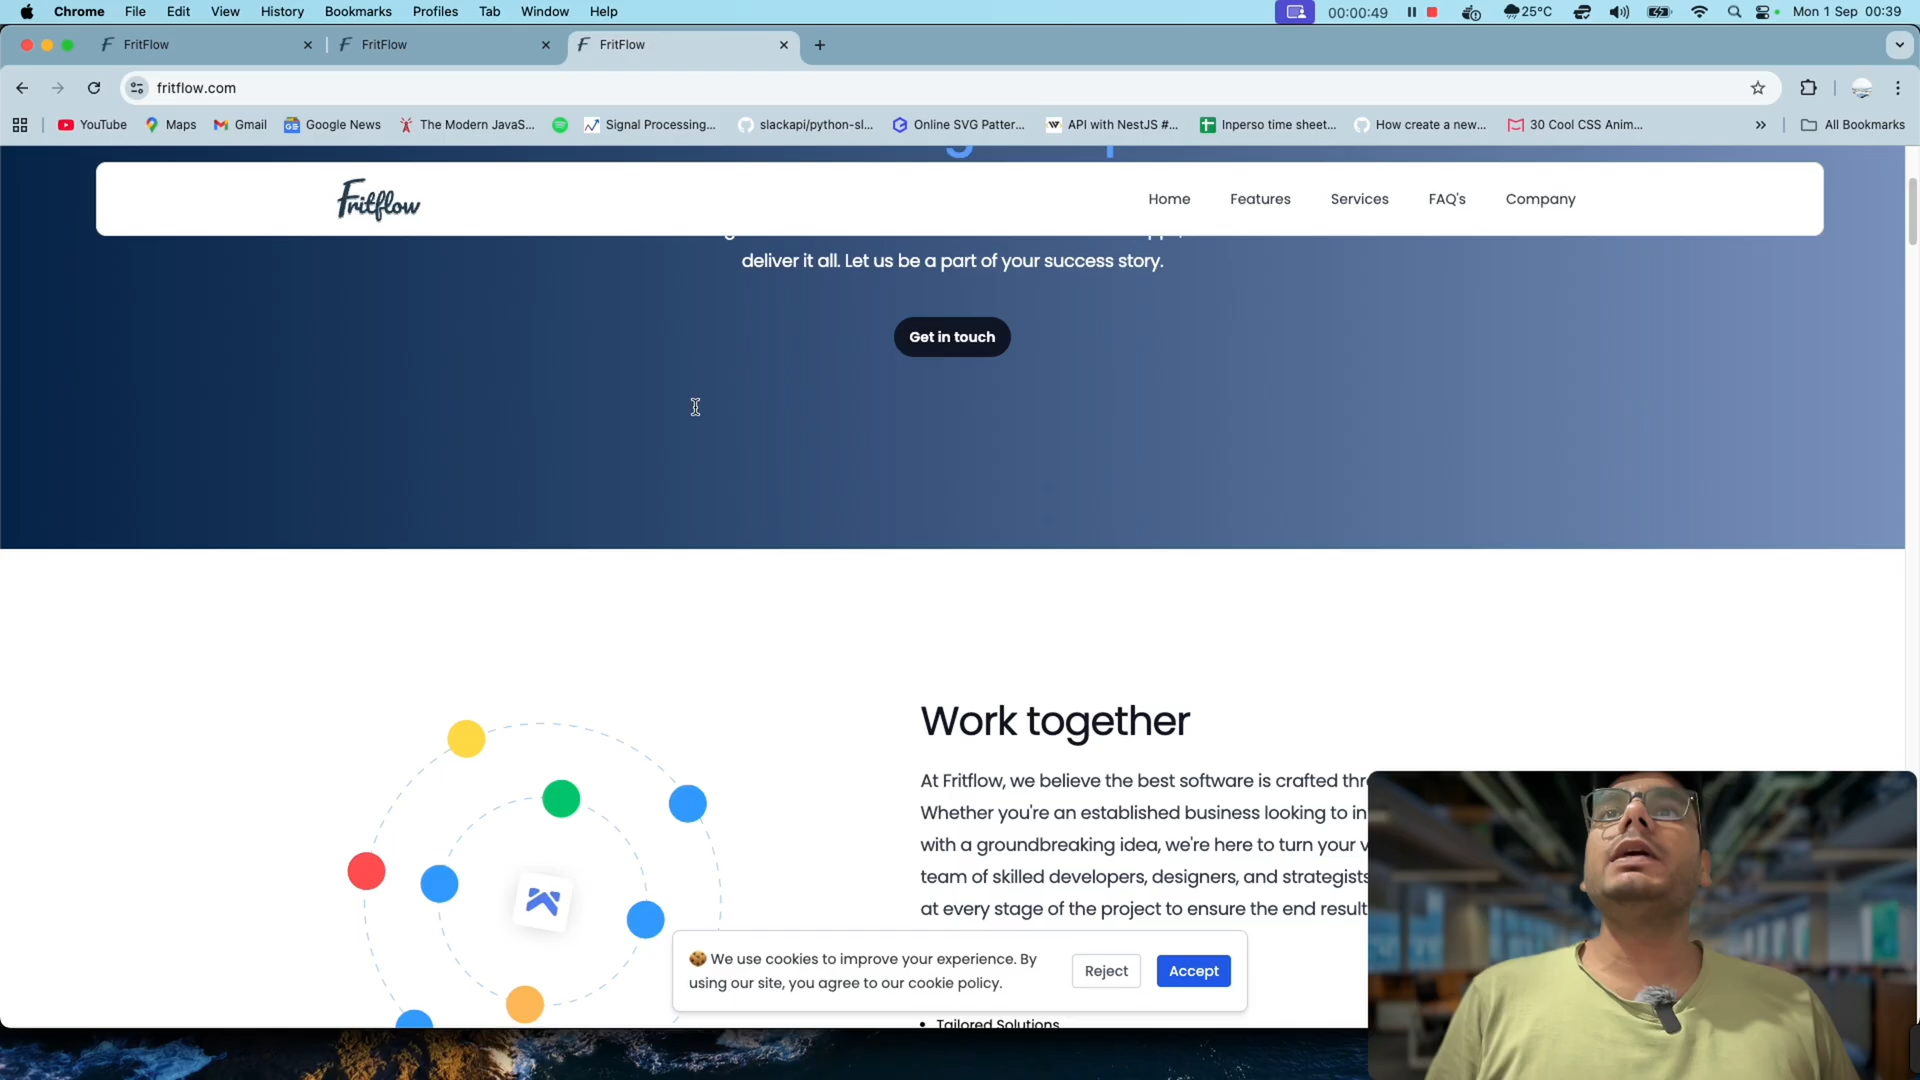 Chrome File Edit View History Bookmarks Profiles Tab Window Help 00:00:49 25°C Mon 1 Sep 00:39
FritFlow FritFlow FritFlow
fritflow.com
YouTube Maps Gmail Google News The Modern JavaS... Signal Processing... slackapi/python-sl... Online SVG Patter... API with NestJS #... Inperso time sheet... How create a new... 30 Cool CSS Anim... All Bookmarks
Fritflow Home Features Services FAQ's Company
deliver it all. Let us be a part of your success story.
Get in touch
Work together
At Fritflow, we believe the best software is crafted thr
Whether you're an established business looking to in
with a groundbreaking idea, we're here to turn your v
team of skilled developers, designers, and strategists
at every stage of the project to ensure the end result
🍪 We use cookies to improve your experience. By
using our site, you agree to our cookie policy.
Reject Accept
Tailored Solutions